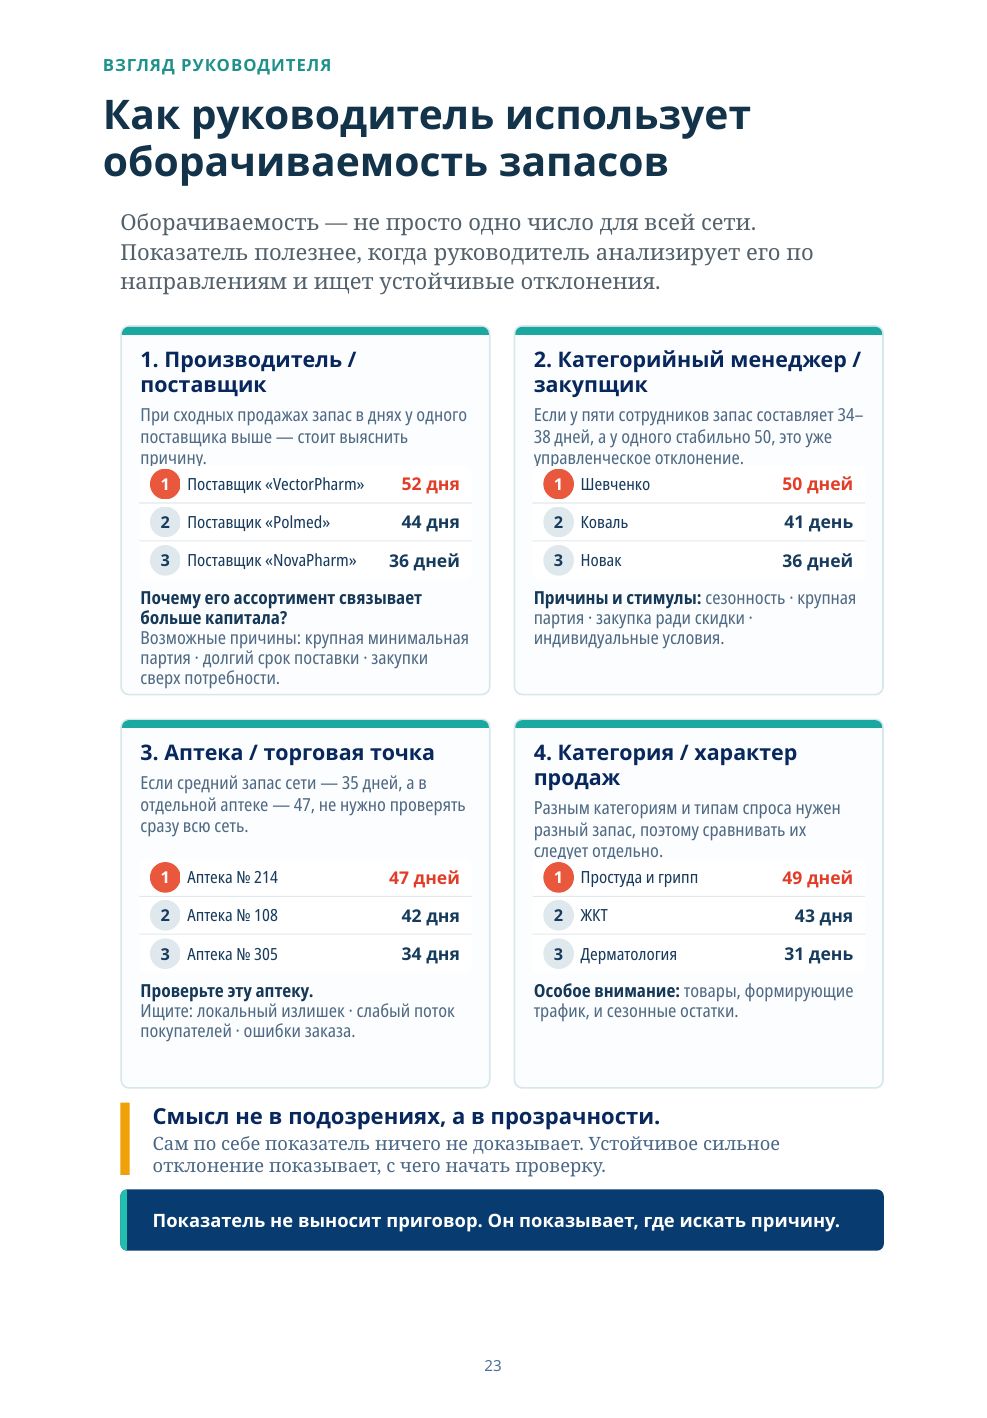 ВЗГЛЯД РУКОВОДИТЕЛЯ
Как руководитель использует
оборачиваемость запасов
Оборачиваемость — не просто одно число для всей сети.
Показатель полезнее, когда руководитель анализирует его по
направлениям и ищет устойчивые отклонения.
1. Производитель /
поставщик
При сходных продажах запас в днях у одного
поставщика выше — стоит выяснить
причину.
1 Поставщик «VectorPharm» 52 дня
2 Поставщик «Polmed» 44 дня
3 Поставщик «NovaPharm» 36 дней
Почему его ассортимент связывает
больше капитала?
Возможные причины: крупная минимальная
партия · долгий срок поставки · закупки
сверх потребности.
2. Категорийный менеджер /
закупщик
Если у пяти сотрудников запас составляет 34–
38 дней, а у одного стабильно 50, это уже
управленческое отклонение.
1 Шевченко 50 дней
2 Коваль 41 день
3 Новак 36 дней
Причины и стимулы: сезонность · крупная
партия · закупка ради скидки ·
индивидуальные условия.
3. Аптека / торговая точка
Если средний запас сети — 35 дней, а в
отдельной аптеке — 47, не нужно проверять
сразу всю сеть.
1 Аптека № 214 47 дней
2 Аптека № 108 42 дня
3 Аптека № 305 34 дня
Проверьте эту аптеку.
Ищите: локальный излишек · слабый поток
покупателей · ошибки заказа.
4. Категория / характер
продаж
Разным категориям и типам спроса нужен
разный запас, поэтому сравнивать их
следует отдельно.
1 Простуда и грипп 49 дней
2 ЖКТ 43 дня
3 Дерматология 31 день
Особое внимание: товары, формирующие
трафик, и сезонные остатки.
Смысл не в подозрениях, а в прозрачности.
Сам по себе показатель ничего не доказывает. Устойчивое сильное
отклонение показывает, с чего начать проверку.
Показатель не выносит приговор. Он показывает, где искать причину.
23